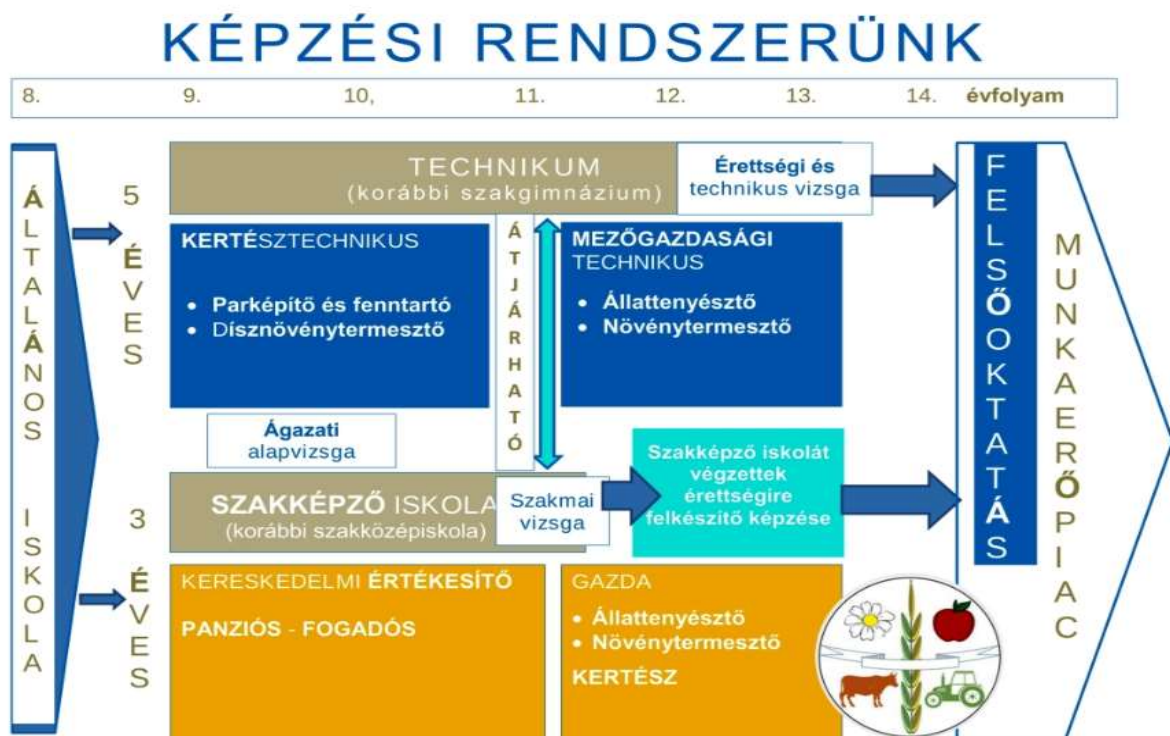 KÉPZÉSI RENDSZERÜNK
8. 9. 10, 11. 12. 13. 14. évfolyam
ÁLTALÁNOS ISKOLA
5 ÉVES
TECHNIKUM
(korábbi szakgimnázium)
Érettségi és
technikus vizsga
KERTÉSZTECHNIKUS
• Parképítő és fenntartó
• Dísznövénytermesztő
ÁTJÁRHATÓ
MEZŐGAZDASÁGI
TECHNIKUS
• Állattenyésztő
• Növénytermesztő
Ágazati
alapvizsga
3 ÉVES
SZAKKÉPZŐ ISKOLA
(korábbi szakközépiskola)
Szakmai
vizsga
Szakképző iskolát
végzettek
érettségire
felkészítő képzése
KERESKEDELMI ÉRTÉKESÍTŐ
PANZIÓS - FOGADÓS
GAZDA
• Állattenyésztő
• Növénytermesztő
KERTÉSZ
FELSŐOKTATÁS
MUNKAERŐPIAC